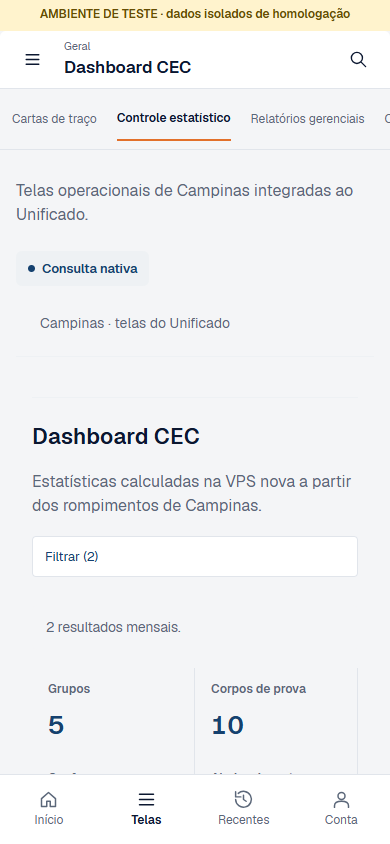 AMBIENTE DE TESTE · dados isolados de homologação
Geral
Dashboard CEC
Cartas de traço
Controle estatístico
Relatórios gerenciais
Telas operacionais de Campinas integradas ao
Unificado.
Consulta nativa
Campinas · telas do Unificado
Dashboard CEC
Estatísticas calculadas na VPS nova a partir
dos rompimentos de Campinas.
Filtrar (2)
2 resultados mensais.
Grupos
Corpos de prova
5
10
Início
Telas
Recentes
Conta